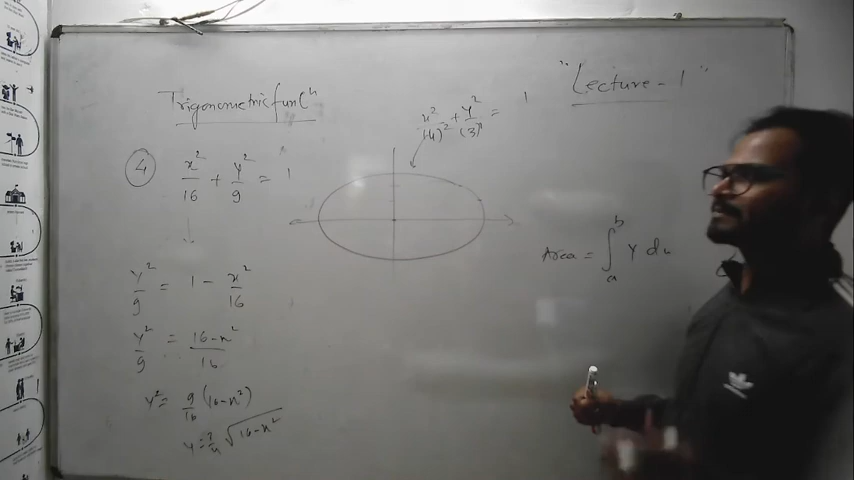 "Lecture-1"
Trigonometric funcⁿ
x²/(4)² + y²/(3)² = 1
④ x²/16 + y²/9 = 1
Area = ∫ₐᵇ y dx
y²/9 = 1 - x²/16
y²/9 = (16-x²)/16
y² = 9/16 (16-x²)
y = 3/4 √(16-x²)